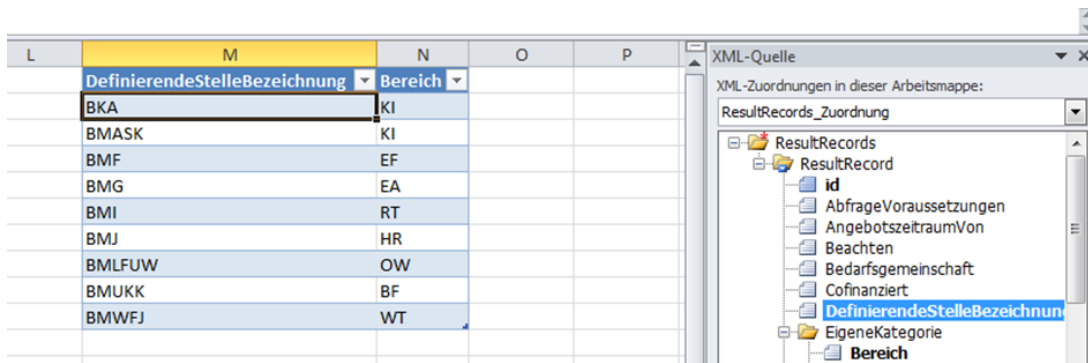 L M N O P
DefinierendeStelleBezeichnung Bereich
BKA KI
BMASK KI
BMF EF
BMG EA
BMI RT
BMJ HR
BMLFUW OW
BMUKK BF
BMWFJ WT
XML-Quelle
XML-Zuordnungen in dieser Arbeitsmappe:
ResultRecords_Zuordnung
ResultRecords
ResultRecord
id
AbfrageVoraussetzungen
AngebotszeitraumVon
Beachten
Bedarfsgemeinschaft
Cofinanziert
DefinierendeStelleBezeichnun
EigeneKategorie
Bereich